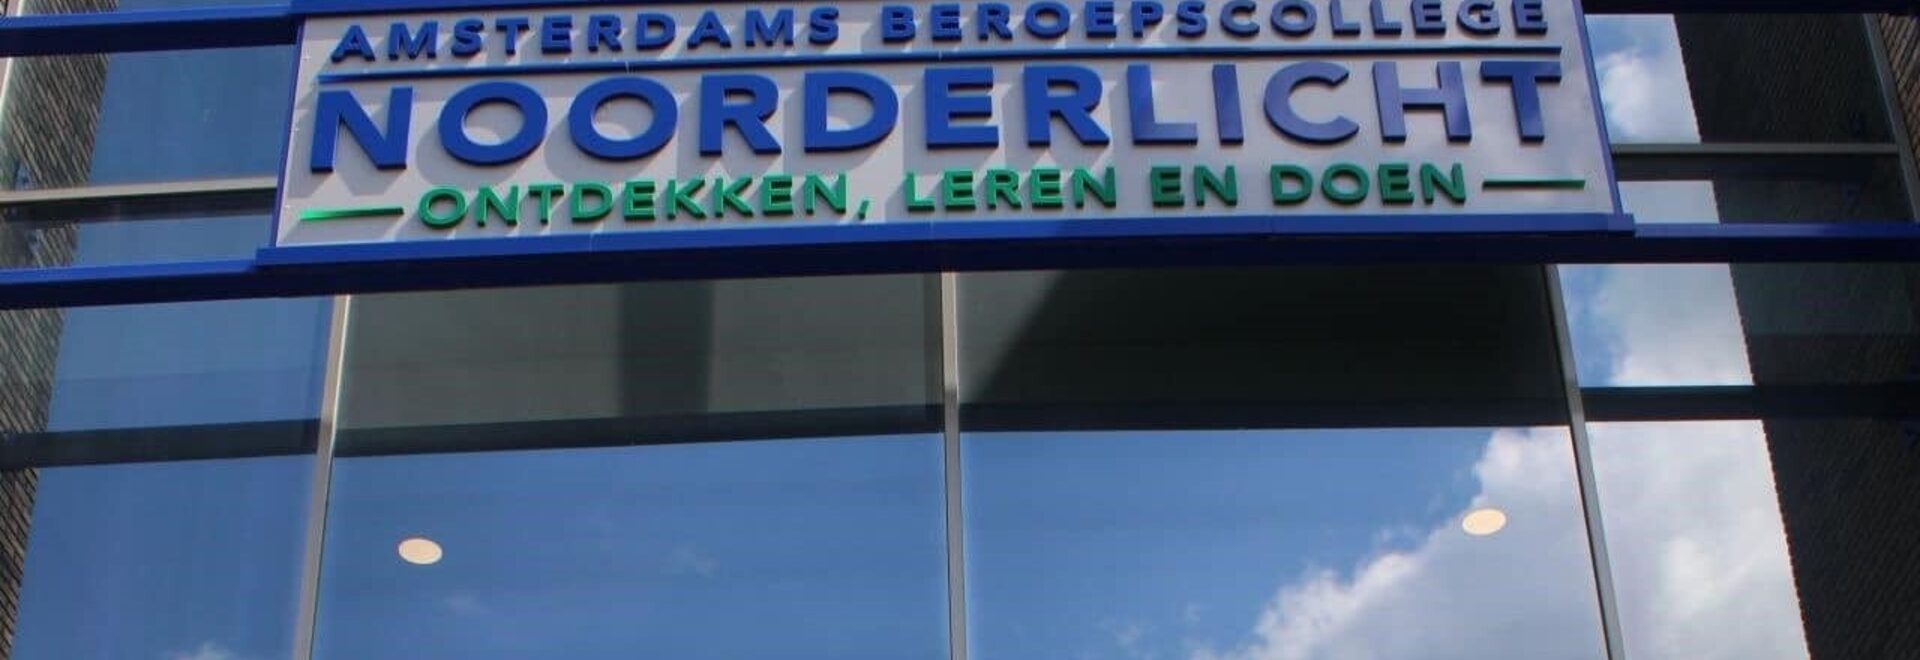 AMSTERDAMS BEROEPSCOLLEGE
NOORDERLICHT
ONTDEKKEN, LEREN EN DOEN